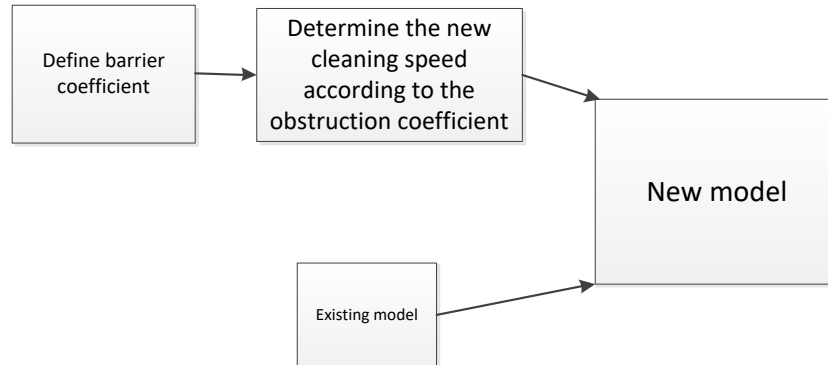 Define barrier
coefficient
Determine the new
cleaning speed
according to the
obstruction coefficient
New model
Existing model